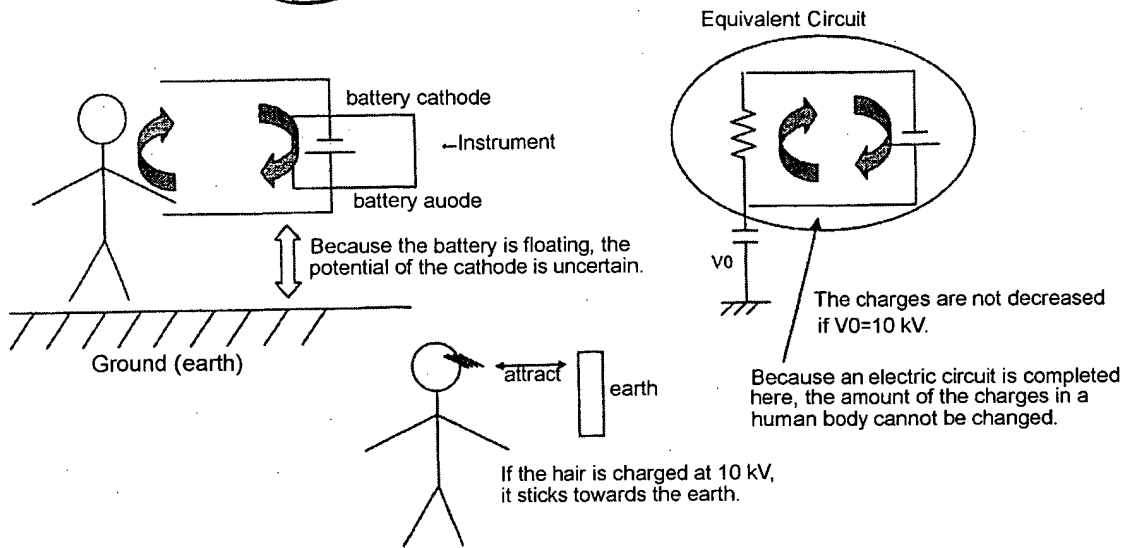 Equivalent Circuit
battery cathode
←Instrument
battery auode
Because the battery is floating, the
potential of the cathode is uncertain.
V0
The charges are not decreased
if V0=10 kV.
Ground (earth)
attract
earth
Because an electric circuit is completed
here, the amount of the charges in a
human body cannot be changed.
If the hair is charged at 10 kV,
it sticks towards the earth.